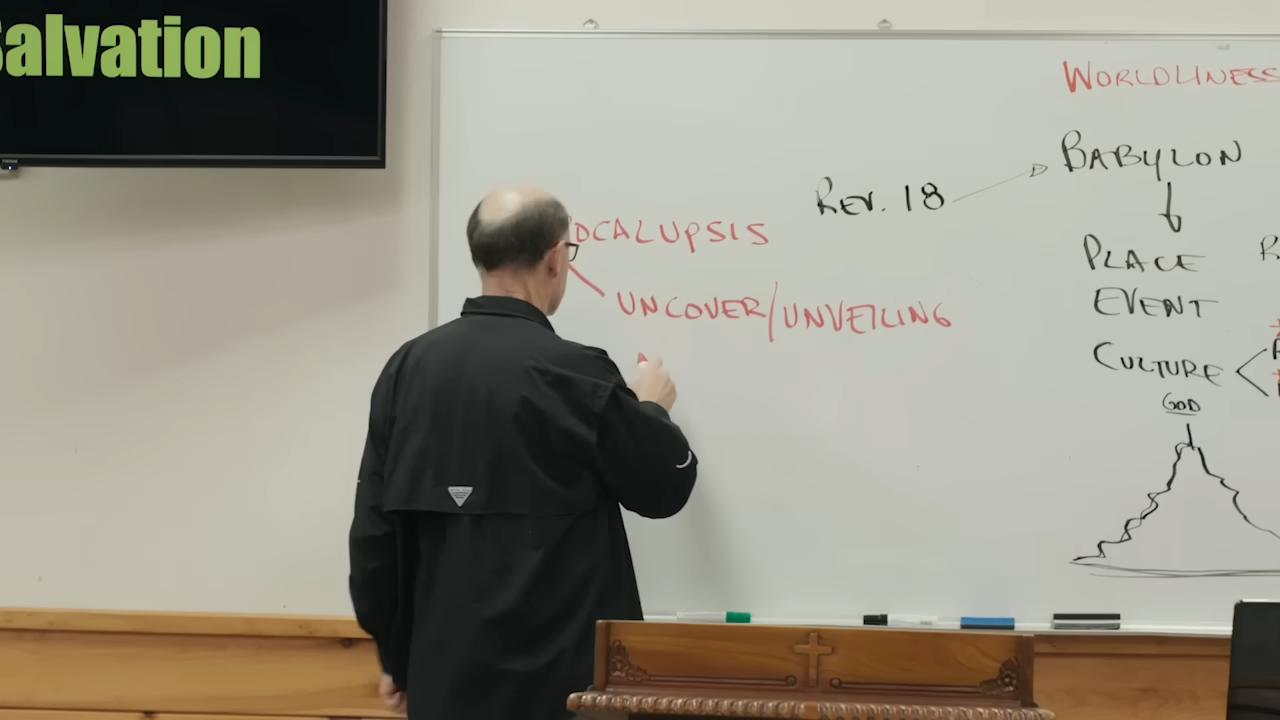 Salvation
WORLDLINESS
BABYLON
REV. 18
OCALUPSIS
UNCOVER/UNVEILING
PLACE
EVENT
CULTURE
GOD